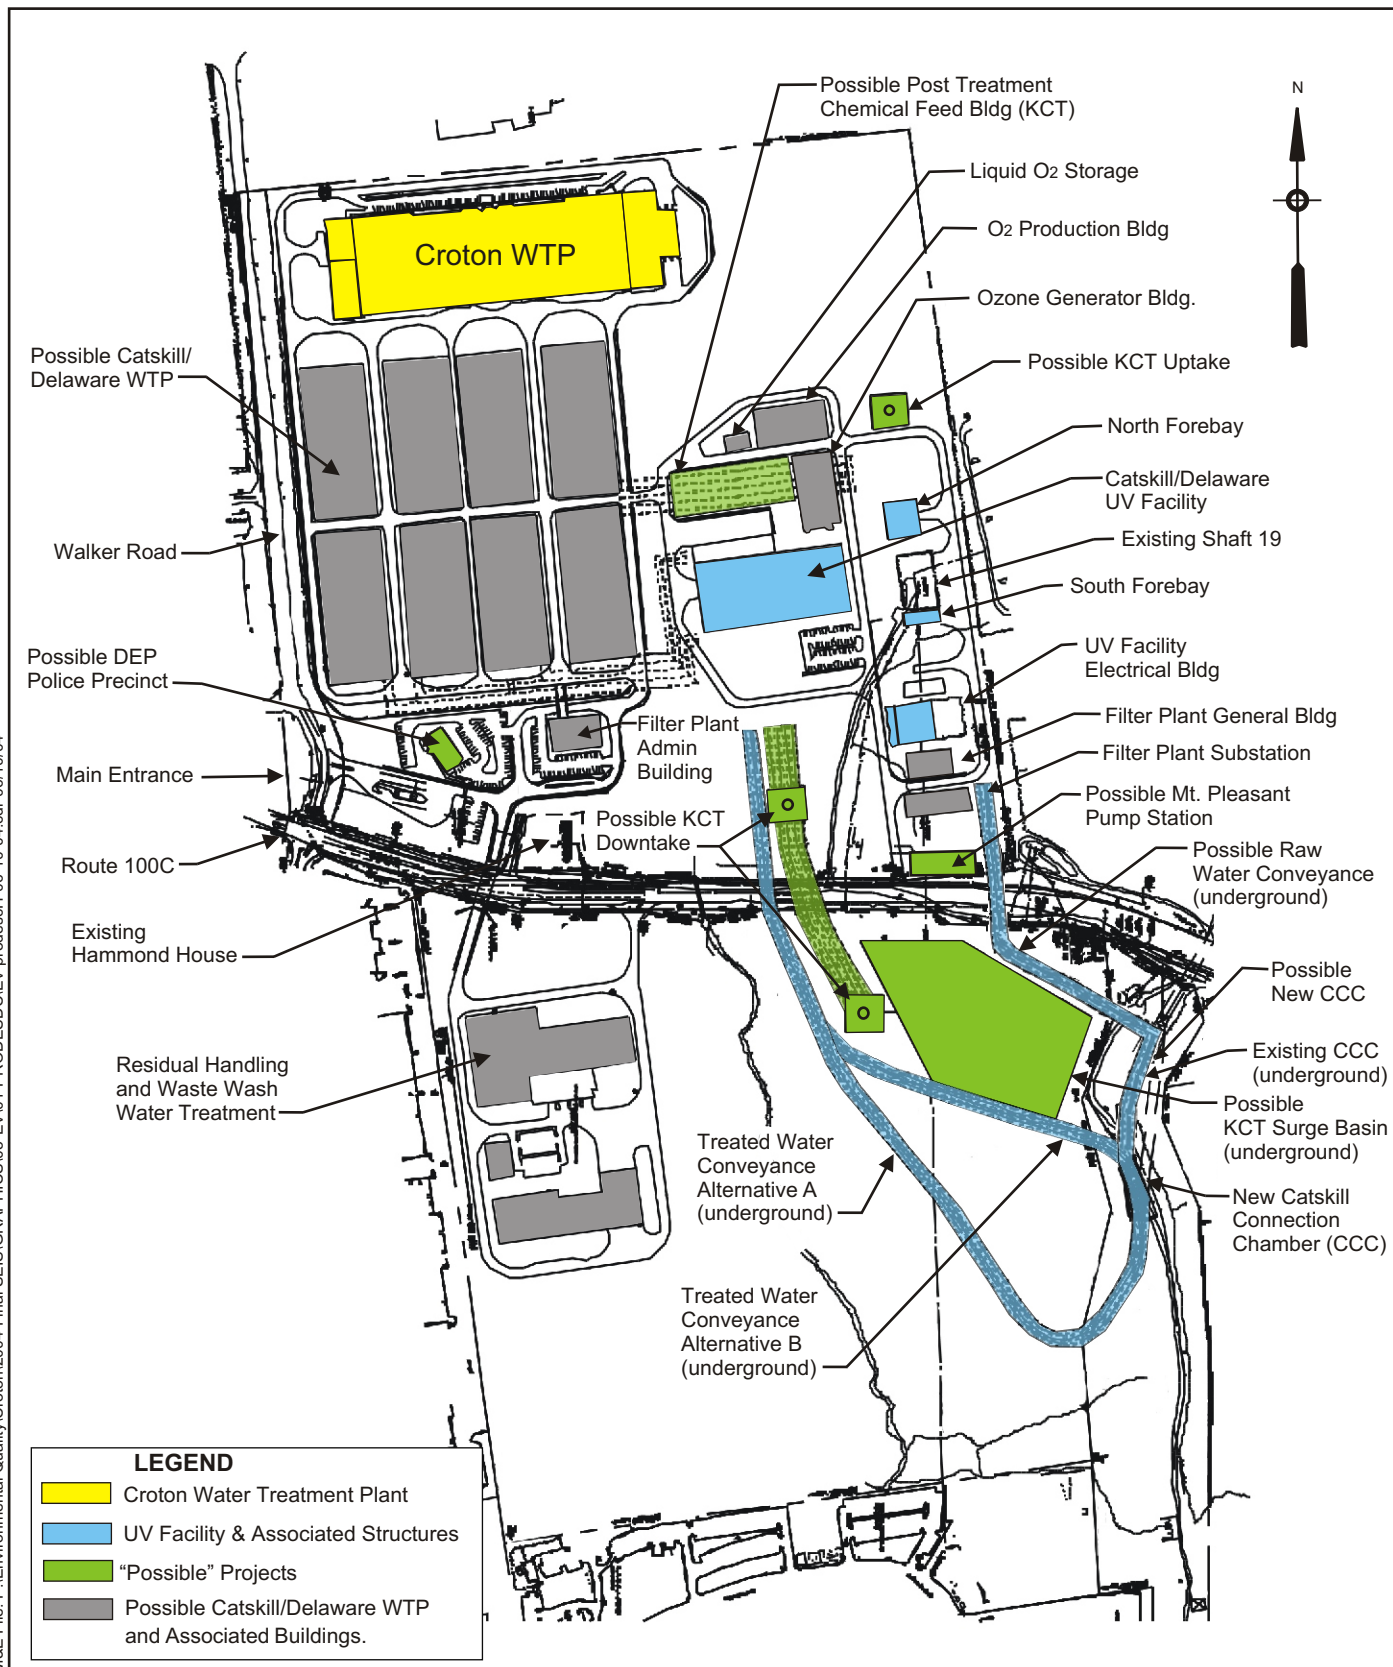 N
Possible Post Treatment
Chemical Feed Bldg (KCT)
Liquid O2 Storage
O2 Production Bldg
Ozone Generator Bldg.
Possible KCT Uptake
North Forebay
Catskill/Delaware
UV Facility
Existing Shaft 19
South Forebay
UV Facility
Electrical Bldg
Filter Plant General Bldg
Filter Plant Substation
Possible Mt. Pleasant
Pump Station
Possible Raw
Water Conveyance
(underground)
Possible
New CCC
Existing CCC
(underground)
Possible
KCT Surge Basin
(underground)
New Catskill
Connection
Chamber (CCC)
Croton WTP
Possible Catskill/
Delaware WTP
Walker Road
Possible DEP
Police Precinct
Main Entrance
Route 100C
Existing
Hammond House
Residual Handling
and Waste Wash
Water Treatment
Filter Plant
Admin
Building
Possible KCT
Downtake
Treated Water
Conveyance
Alternative A
(underground)
Treated Water
Conveyance
Alternative B
(underground)
LEGEND
Croton Water Treatment Plant
UV Facility & Associated Structures
“Possible” Projects
Possible Catskill/Delaware WTP
and Associated Buildings.